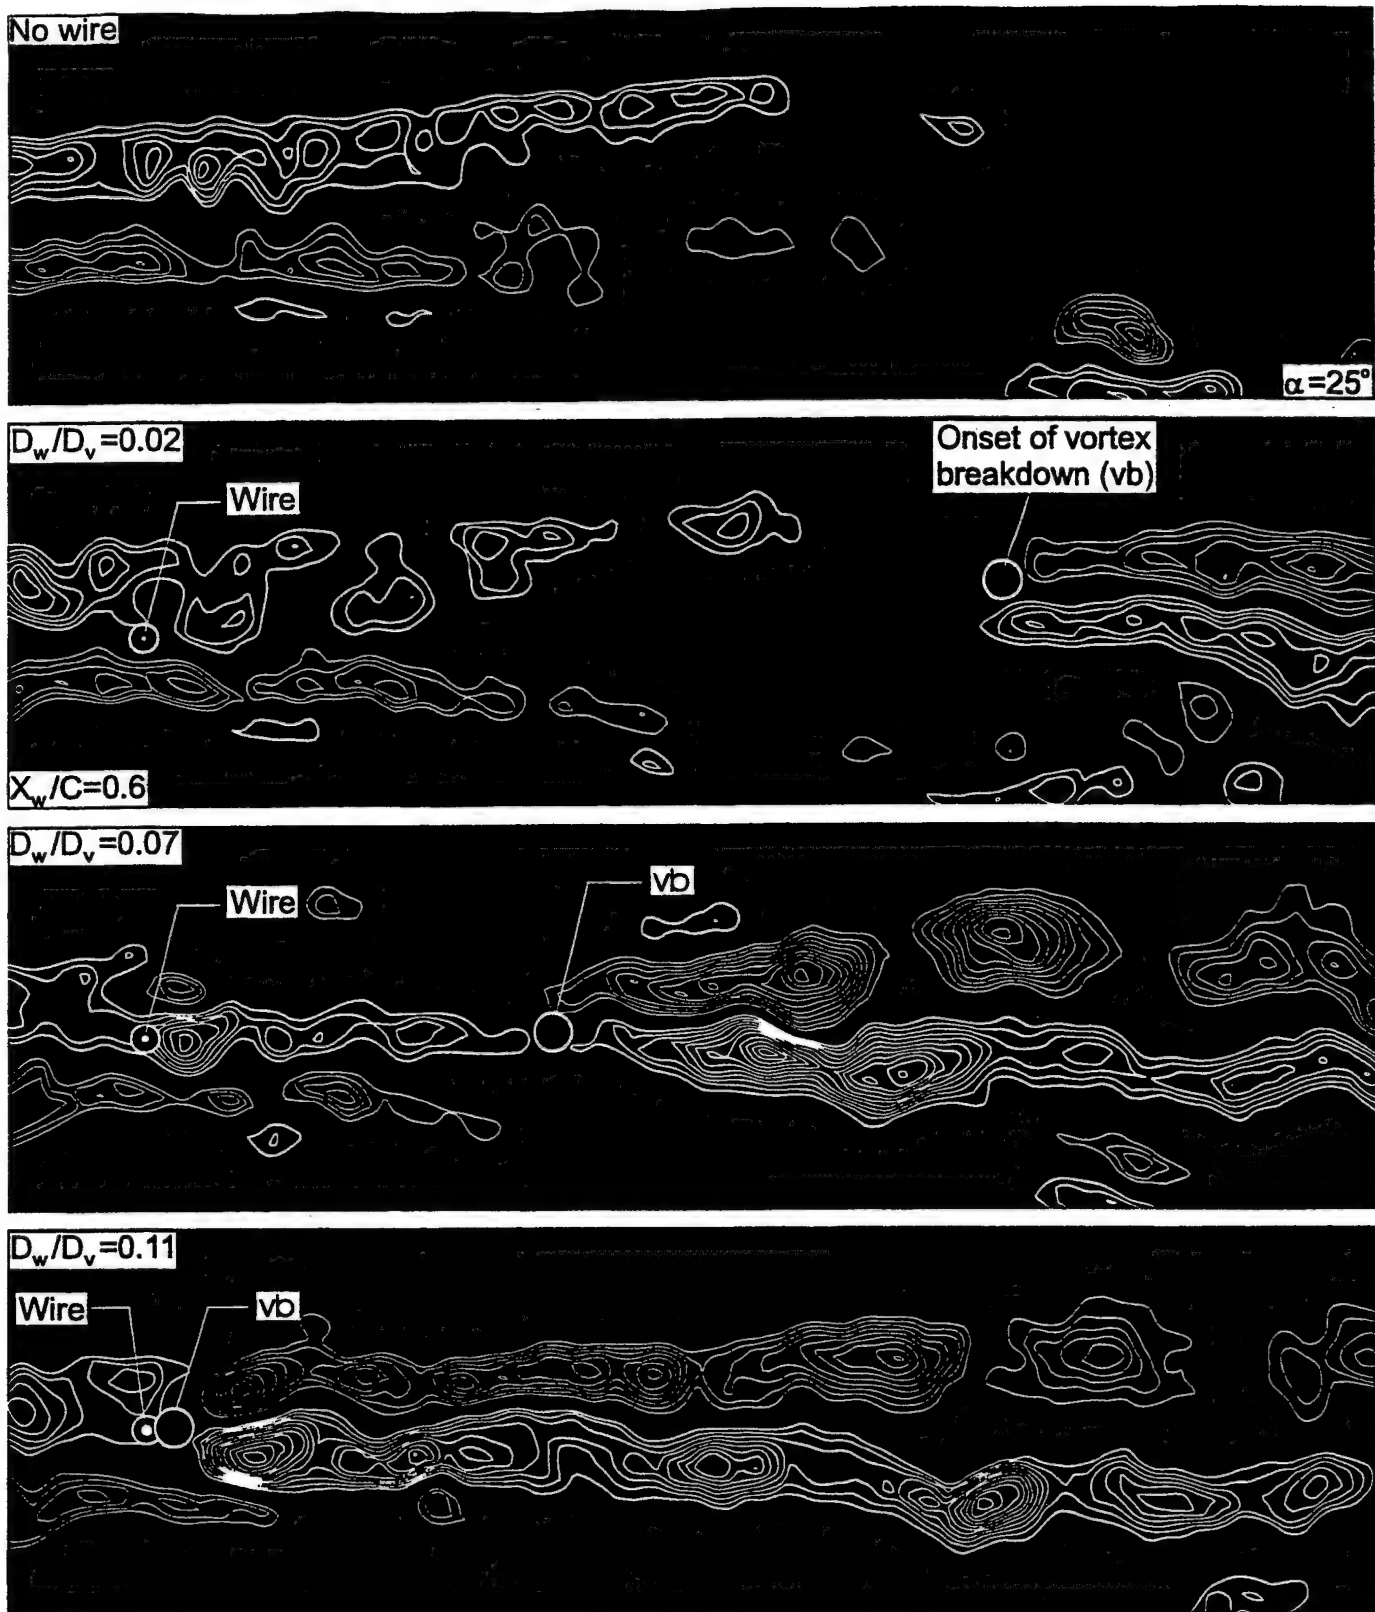 No wire
α=25°
D_w/D_v=0.02
Wire
Onset of vortex
breakdown (vb)
X_w/C=0.6
D_w/D_v=0.07
Wire
vb
D_w/D_v=0.11
Wire
vb